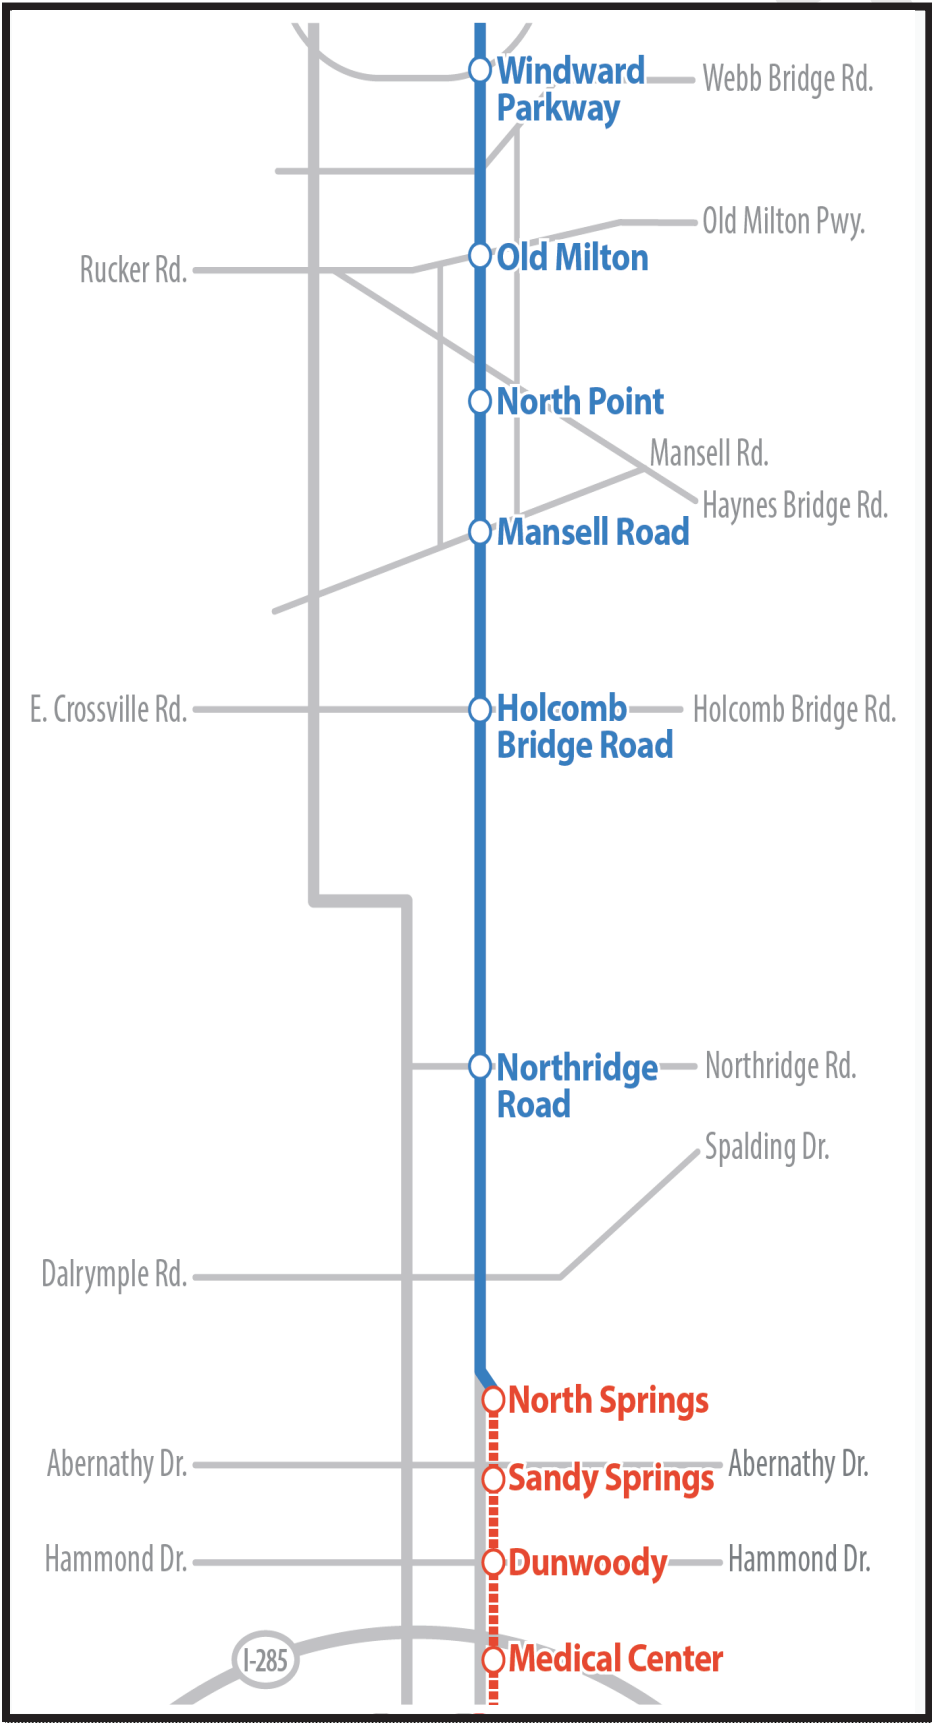 Windward
Parkway
Webb Bridge Rd.
Old Milton Pwy.
Rucker Rd.
Old Milton
North Point
Mansell Rd.
Haynes Bridge Rd.
Mansell Road
E. Crossville Rd.
Holcomb
Bridge Road
Holcomb Bridge Rd.
Northridge
Road
Northridge Rd.
Spalding Dr.
Dalrymple Rd.
North Springs
Abernathy Dr.
Sandy Springs
Abernathy Dr.
Hammond Dr.
Dunwoody
Hammond Dr.
I-285
Medical Center